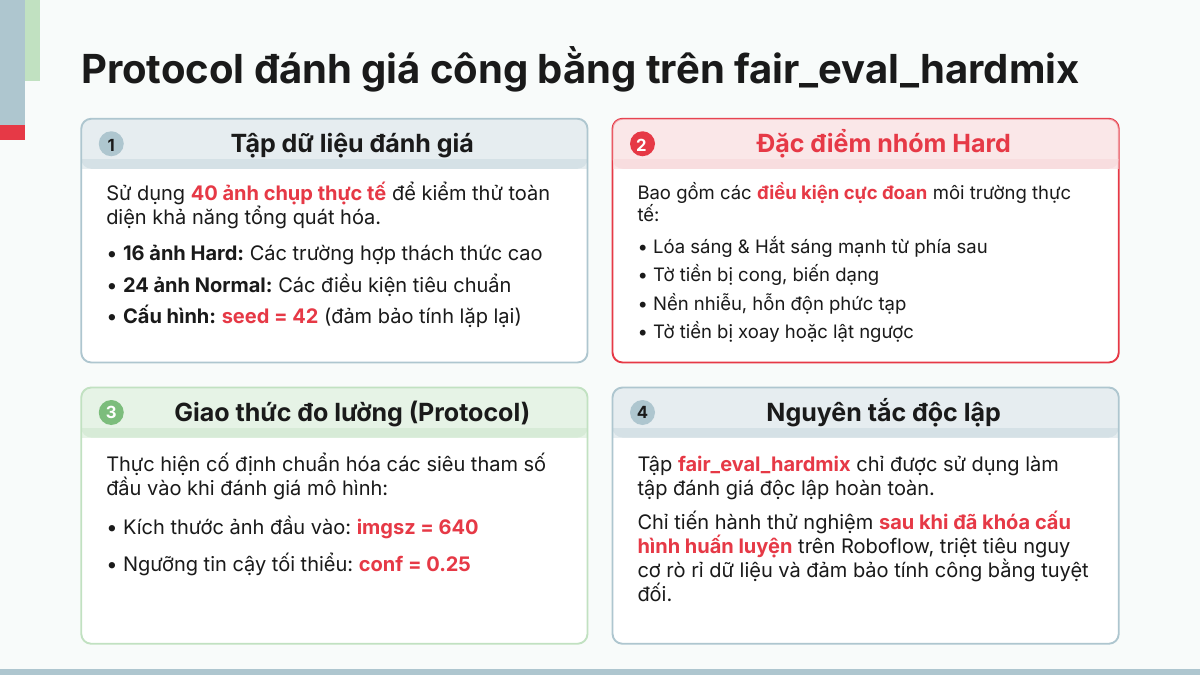 Protocol đánh giá công bằng trên fair_eval_hardmix
1
Tập dữ liệu đánh giá
Sử dụng 40 ảnh chụp thực tế để kiểm thử toàn
diện khả năng tổng quát hóa.
• 16 ảnh Hard: Các trường hợp thách thức cao
• 24 ảnh Normal: Các điều kiện tiêu chuẩn
• Cấu hình: seed = 42 (đảm bảo tính lặp lại)
2
Đặc điểm nhóm Hard
Bao gồm các điều kiện cực đoan môi trường thực
tế:
• Lóa sáng & Hắt sáng mạnh từ phía sau
• Tờ tiền bị cong, biến dạng
• Nền nhiễu, hỗn độn phức tạp
• Tờ tiền bị xoay hoặc lật ngược
3
Giao thức đo lường (Protocol)
Thực hiện cố định chuẩn hóa các siêu tham số
đầu vào khi đánh giá mô hình:
• Kích thước ảnh đầu vào: imgsz = 640
• Ngưỡng tin cậy tối thiểu: conf = 0.25
4
Nguyên tắc độc lập
Tập fair_eval_hardmix chỉ được sử dụng làm
tập đánh giá độc lập hoàn toàn.
Chỉ tiến hành thử nghiệm sau khi đã khóa cấu
hình huấn luyện trên Roboflow, triệt tiêu nguy
cơ rò rỉ dữ liệu và đảm bảo tính công bằng tuyệt
đối.